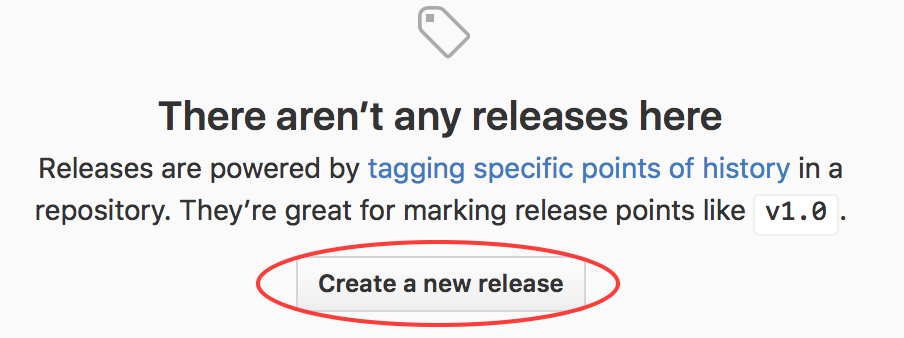 There aren’t any releases here
Releases are powered by tagging specific points of history in a
repository. They’re great for marking release points like v1.0.
Create a new release